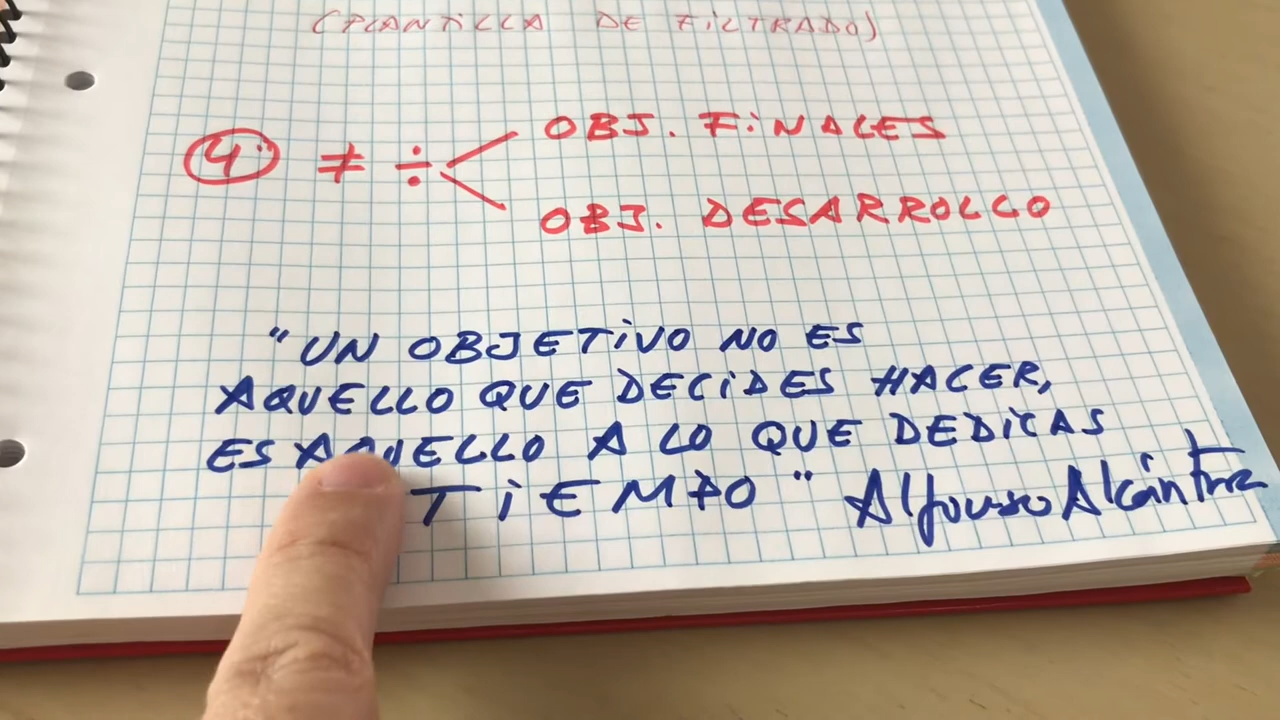 (PLANTILLA DE FILTRADO)
4 ≠ ÷ OBJ. FiNALES
OBJ. DESARROLLO
"UN OBJETiVO NO ES
AQUELLO QUE DECIDES HACER,
ES AQUELLO A LO QUE DEDICAS
TiEMPO" Alfonso Alcántara